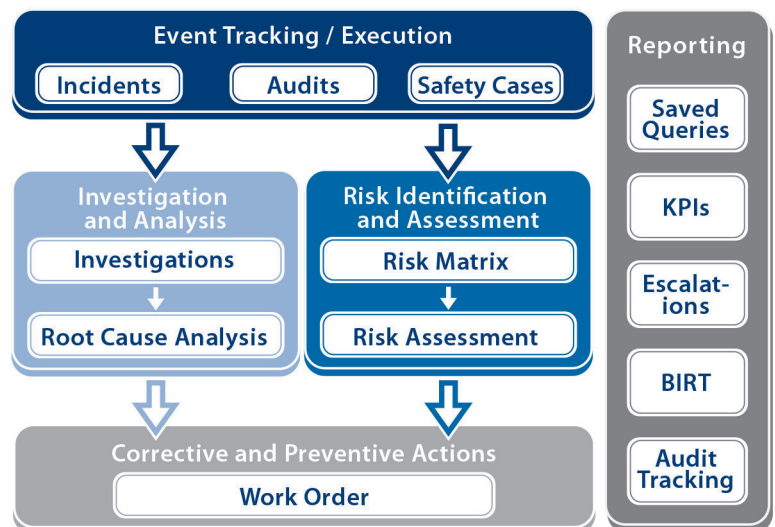 Event Tracking / Execution
Incidents
Audits
Safety Cases
Investigation
and Analysis
Investigations
Root Cause Analysis
Risk Identification
and Assessment
Risk Matrix
Risk Assessment
Corrective and Preventive Actions
Work Order
Reporting
Saved
Queries
KPIs
Escalat-
ions
BIRT
Audit
Tracking